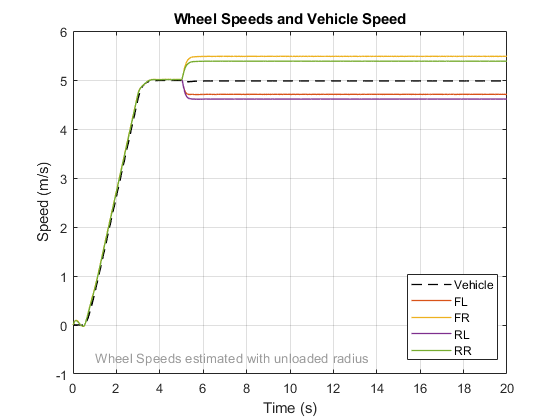 Wheel Speeds and Vehicle Speed
Speed (m/s)
6
5
4
3
2
1
0
-1
Vehicle
FL
FR
RL
RR
Wheel Speeds estimated with unloaded radius
0
2
4
6
8
10
12
14
16
18
20
Time (s)